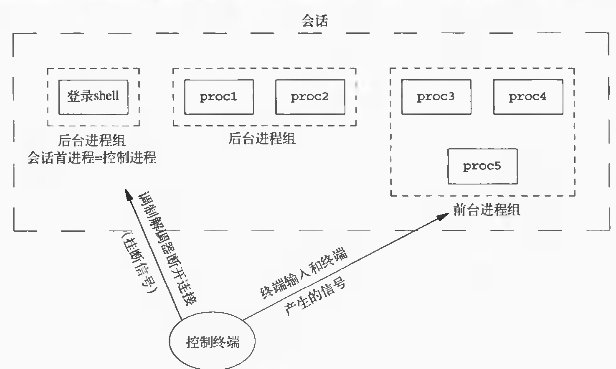 会话
登录shell
proc1
proc2
proc3
proc4
proc5
后台进程组
会话首进程=控制进程
后台进程组
前台进程组
调制解调器断开连接
（挂断信号）
终端输入和终端
产生的信号
控制终端